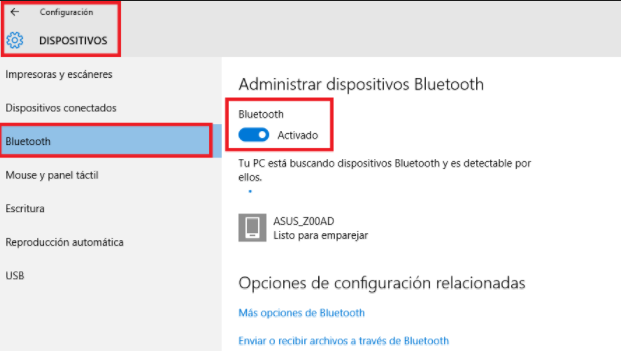 Configuración
DISPOSITIVOS
Impresoras y escáneres
Dispositivos conectados
Bluetooth
Mouse y panel táctil
Escritura
Reproducción automática
USB
Administrar dispositivos Bluetooth
Bluetooth
Activado
Tu PC está buscando dispositivos Bluetooth y es detectable por
ellos.
ASUS_Z00AD
Listo para emparejar
Opciones de configuración relacionadas
Más opciones de Bluetooth
Enviar o recibir archivos a través de Bluetooth